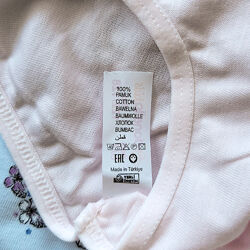 100%
PAMUK
COTTON
BAWEŁNA
BAUMWOLLE
ХЛОПОК
BUMBAC
قطن
EAC
Made in Türkiye